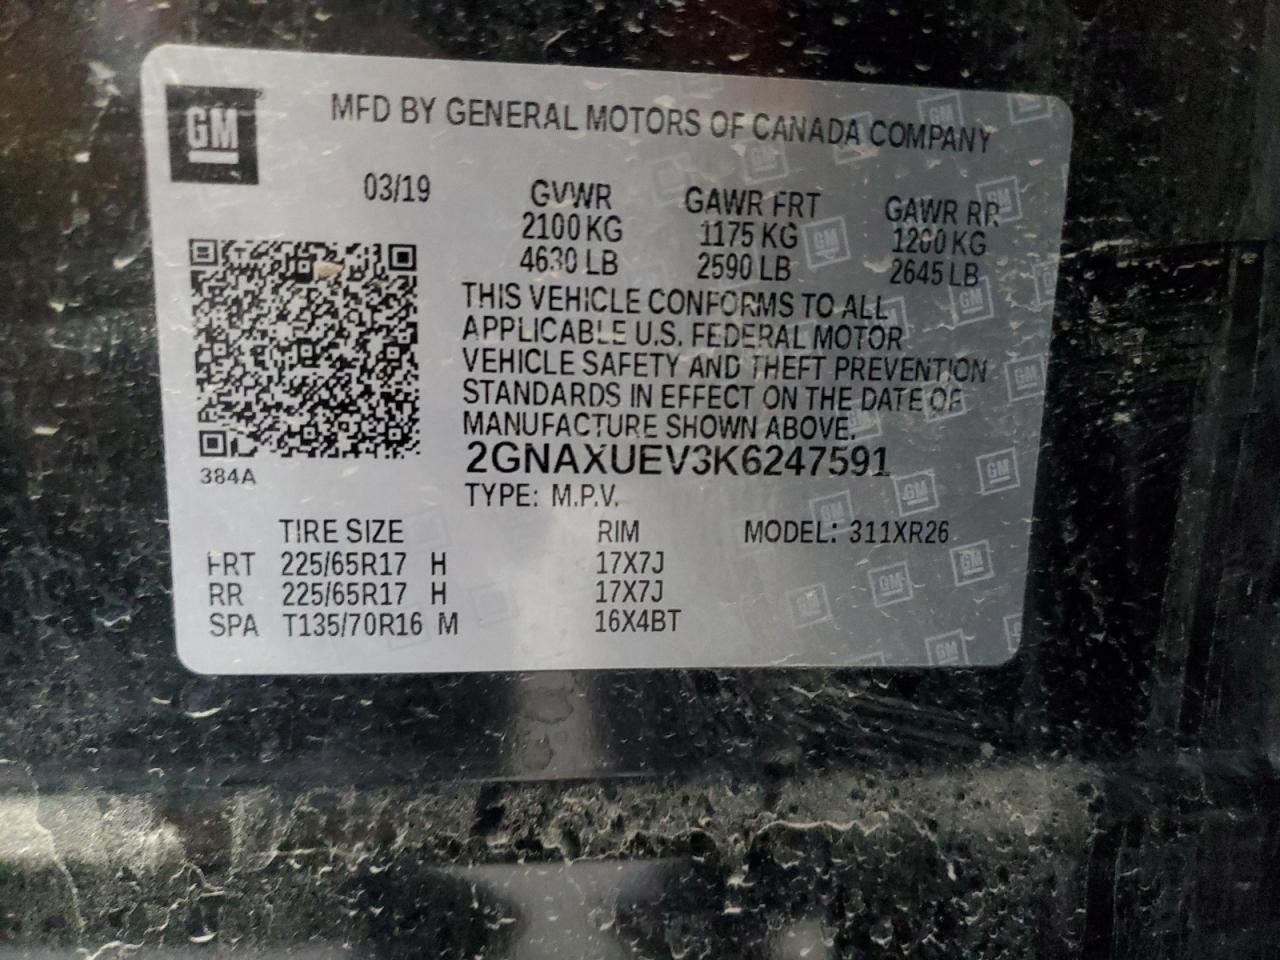 GM
MFD BY GENERAL MOTORS OF CANADA COMPANY
03/19
GVWR GAWR FRT GAWR RR
2100 KG 1175 KG 1200 KG
4630 LB 2590 LB 2645 LB
THIS VEHICLE CONFORMS TO ALL
APPLICABLE U.S. FEDERAL MOTOR
VEHICLE SAFETY AND THEFT PREVENTION
STANDARDS IN EFFECT ON THE DATE OF
MANUFACTURE SHOWN ABOVE.
2GNAXUEV3K6247591
384A
TYPE: M.P.V.
TIRE SIZE RIM MODEL: 311XR26
FRT 225/65R17 H 17X7J
RR 225/65R17 H 17X7J
SPA T135/70R16 M 16X4BT